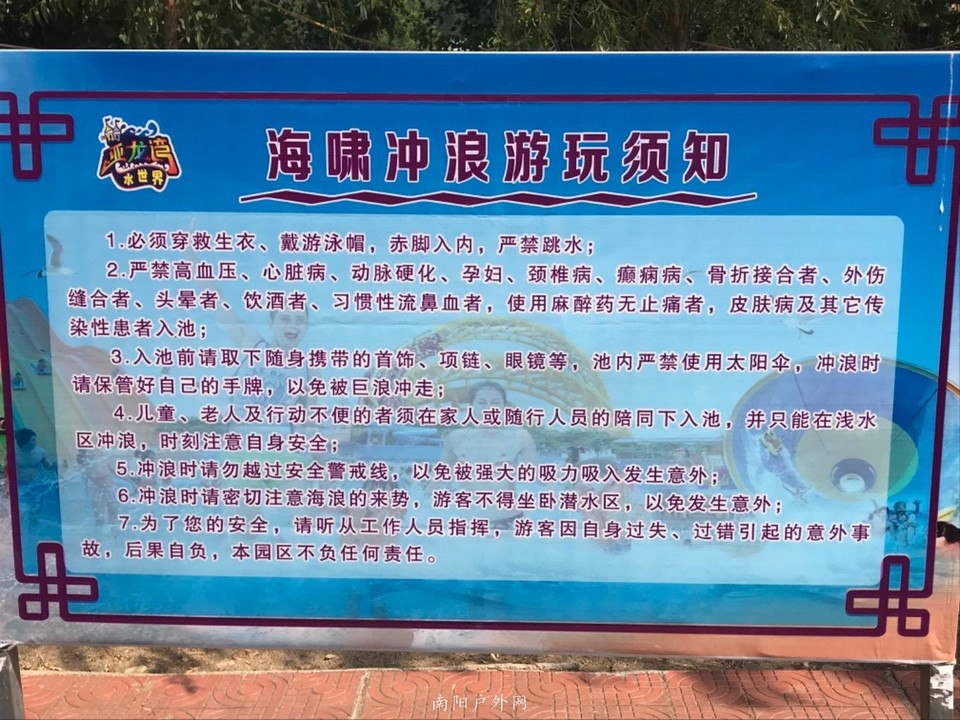 亚龙湾
水世界
海啸冲浪游玩须知
1.必须穿救生衣、戴游泳帽，赤脚入内，严禁跳水；
2.严禁高血压、心脏病、动脉硬化、孕妇、颈椎病、癫痫病、骨折接合者、外伤
缝合者、头晕者、饮酒者、习惯性流鼻血者，使用麻醉药无止痛者，皮肤病及其它传
染性患者入池；
3.入池前请取下随身携带的首饰、项链、眼镜等，池内严禁使用太阳伞，冲浪时
请保管好自己的手牌，以免被巨浪冲走；
4.儿童、老人及行动不便的者须在家人或随行人员的陪同下入池，并只能在浅水
区冲浪，时刻注意自身安全；
5.冲浪时请勿越过安全警戒线，以免被强大的吸力吸入发生意外；
6.冲浪时请密切注意海浪的来势，游客不得坐卧潜水区，以免发生意外；
7.为了您的安全，请听从工作人员指挥，游客因自身过失、过错引起的意外事
故，后果自负，本园区不负任何责任。
南阳户外网